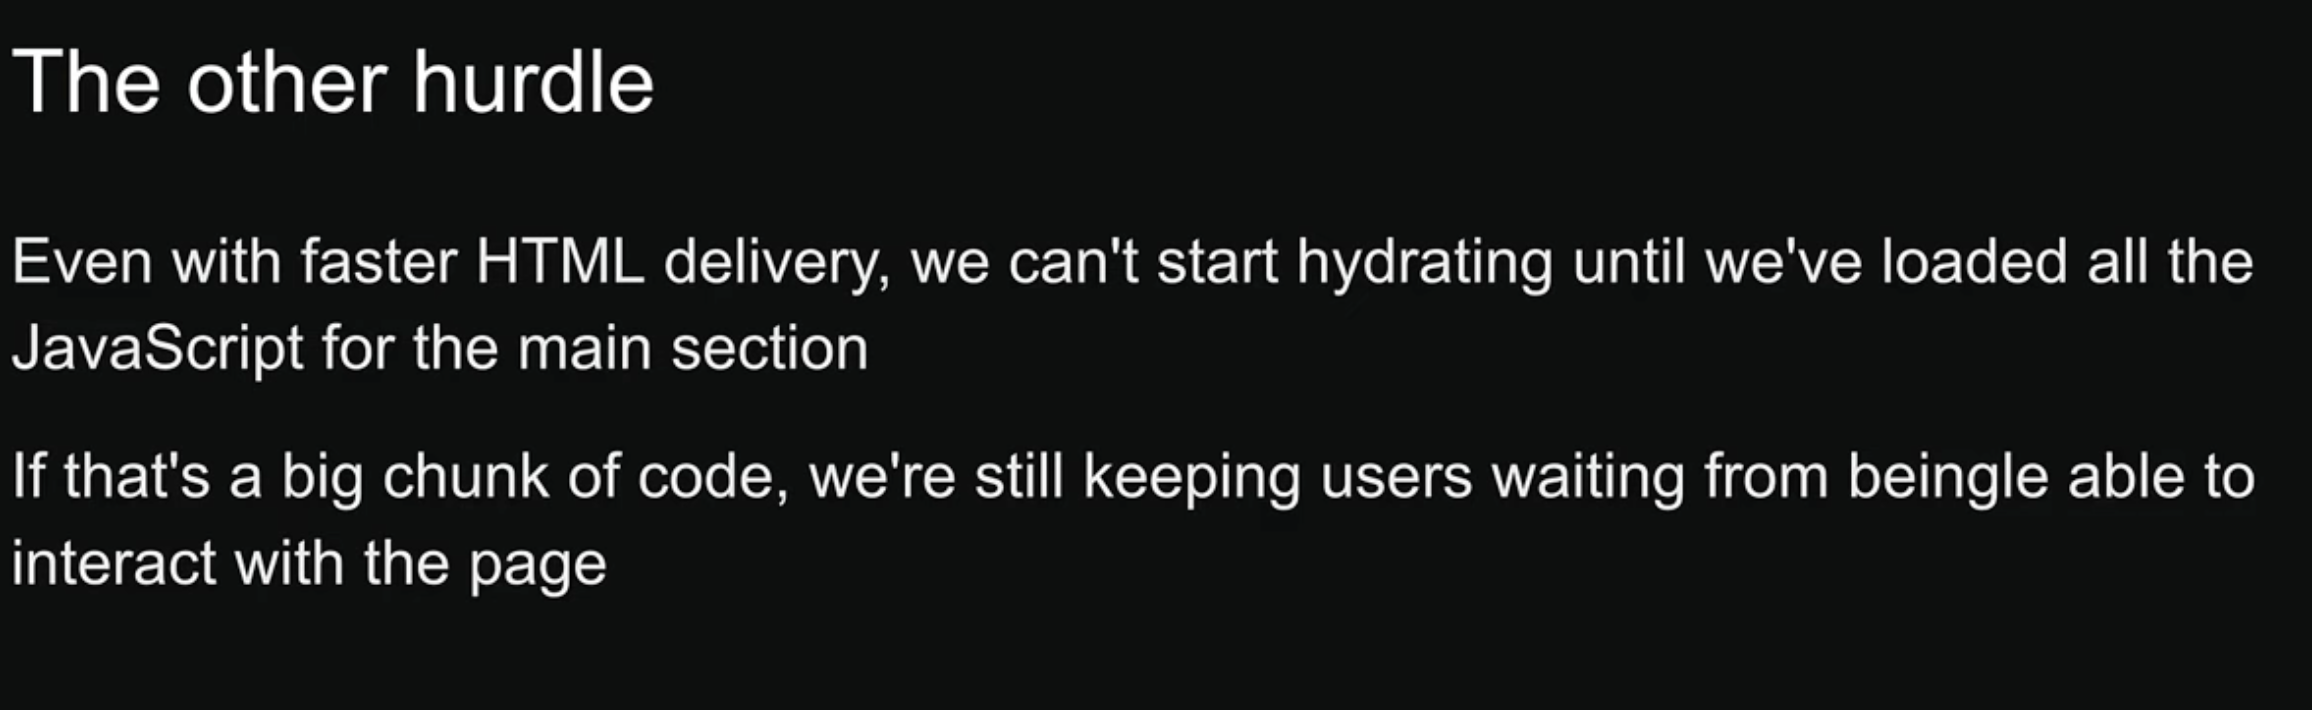 The other hurdle
Even with faster HTML delivery, we can't start hydrating until we've loaded all the
JavaScript for the main section
If that's a big chunk of code, we're still keeping users waiting from beingle able to
interact with the page